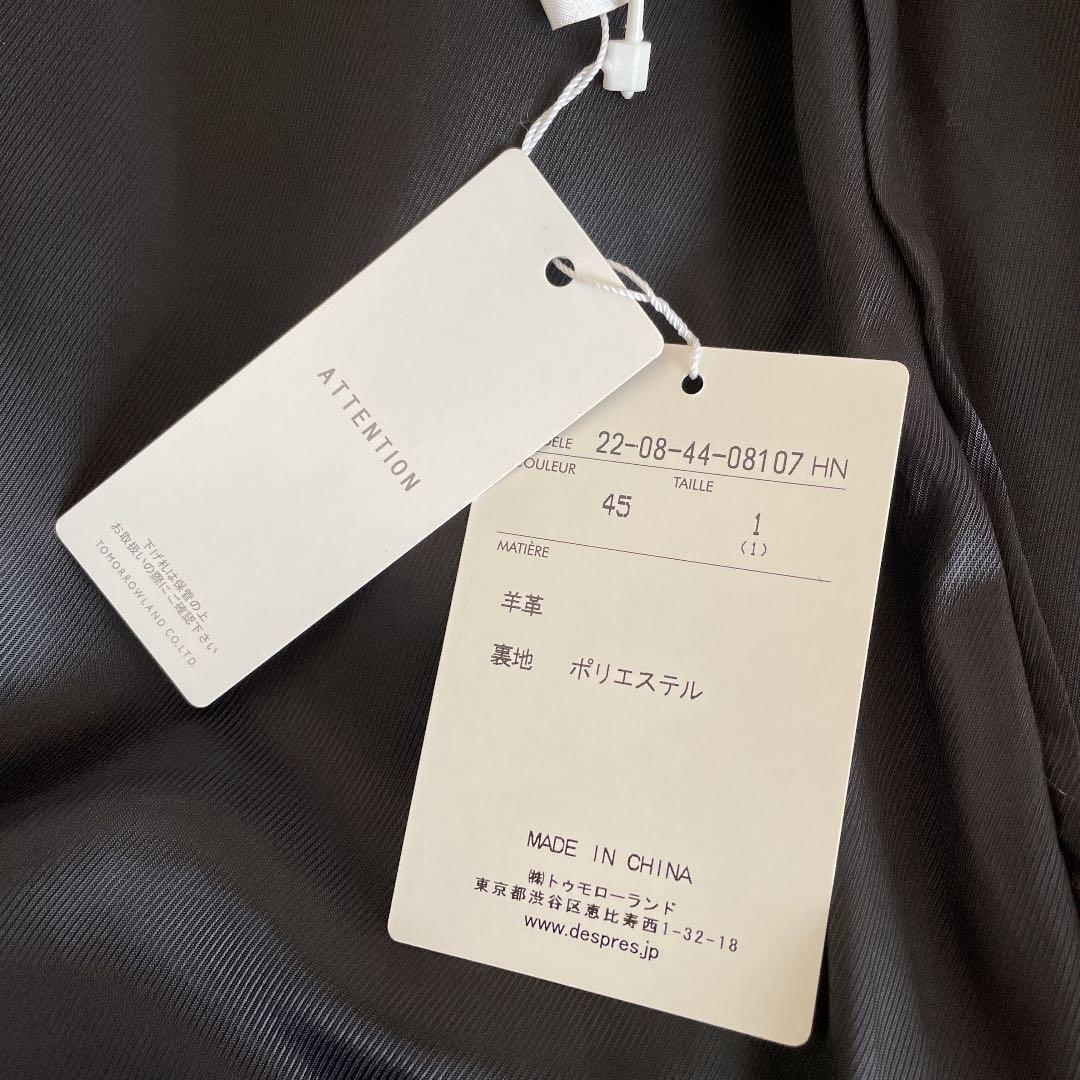 ATTENTION
下げ札は保管の上
お取扱いの際にご確認下さい
TOMORROWLAND CO.,LTD.
22-08-44-08107 HN
TAILLE
45
1
(1)
MATIÈRE
羊革
裏地 ポリエステル
MADE IN CHINA
㈱トゥモローランド
東京都渋谷区恵比寿西1-32-18
www.despres.jp